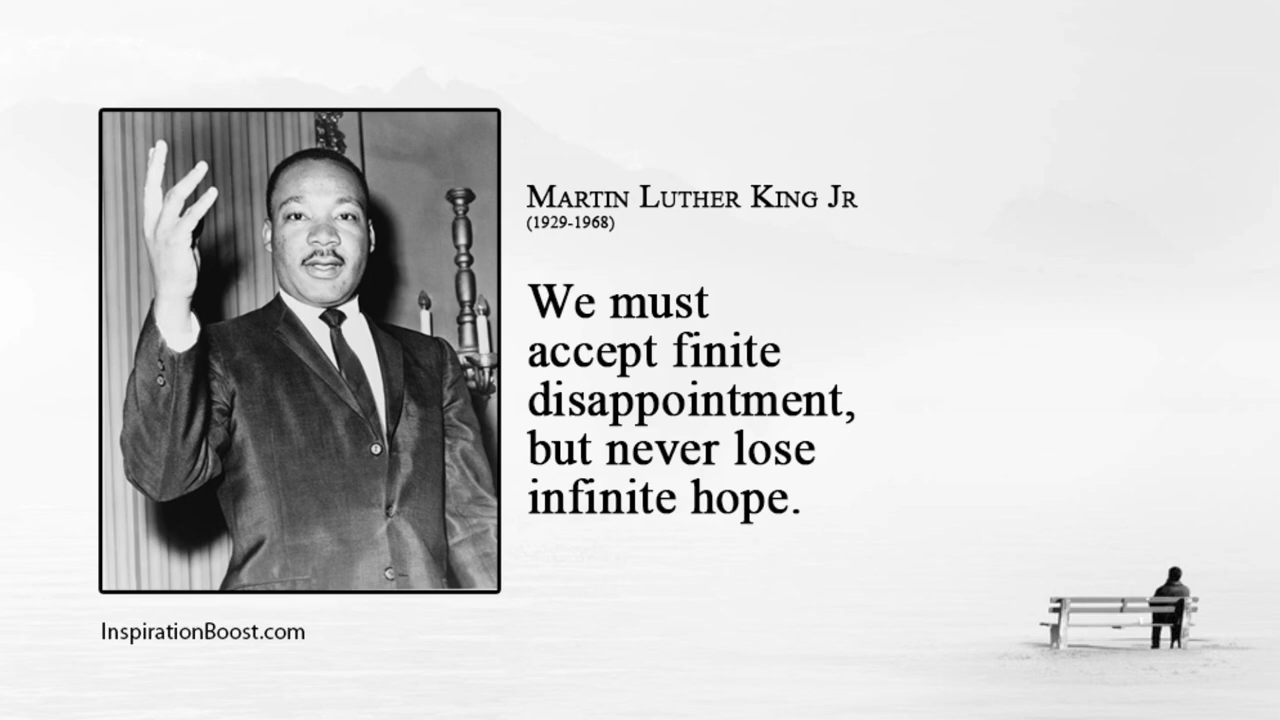 Martin Luther King Jr
(1929-1968)
We must
accept finite
disappointment,
but never lose
infinite hope.
InspirationBoost.com